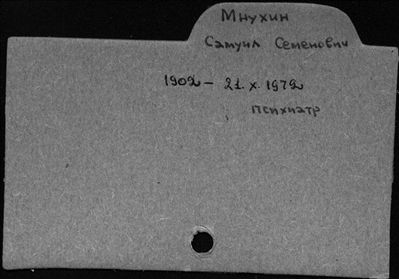 Мнухин
Самуил Семенович
1902 – 21. x. 1972
психиатр